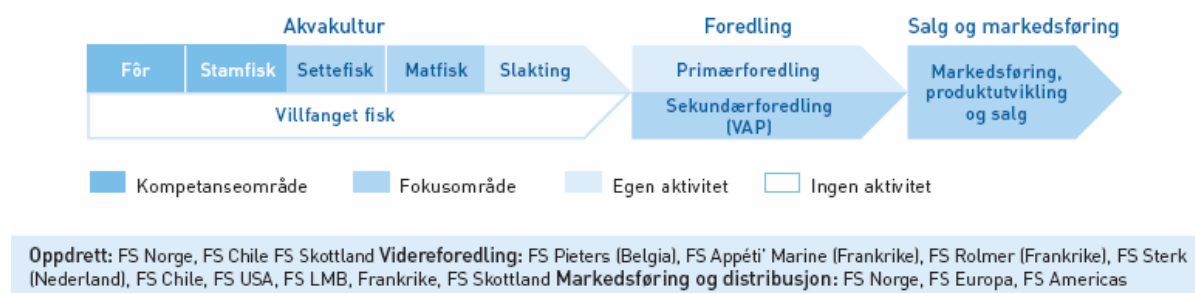 Akvakultur
Foredling
Salg og markedsføring
Fôr
Stamfisk
Settefisk
Matfisk
Slakting
Villfanget fisk
Primærforedling
Sekundærforedling
(VAP)
Markedsføring,
produktutvikling
og salg
Kompetanseområde
Fokusområde
Egen aktivitet
Ingen aktivitet
Oppdrett: FS Norge, FS Chile FS Skottland Videreforedling: FS Pieters (Belgia), FS Appéti' Marine (Frankrike), FS Rolmer (Frankrike), FS Sterk
(Nederland), FS Chile, FS USA, FS LMB, Frankrike, FS Skottland Markedsføring og distribusjon: FS Norge, FS Europa, FS Americas